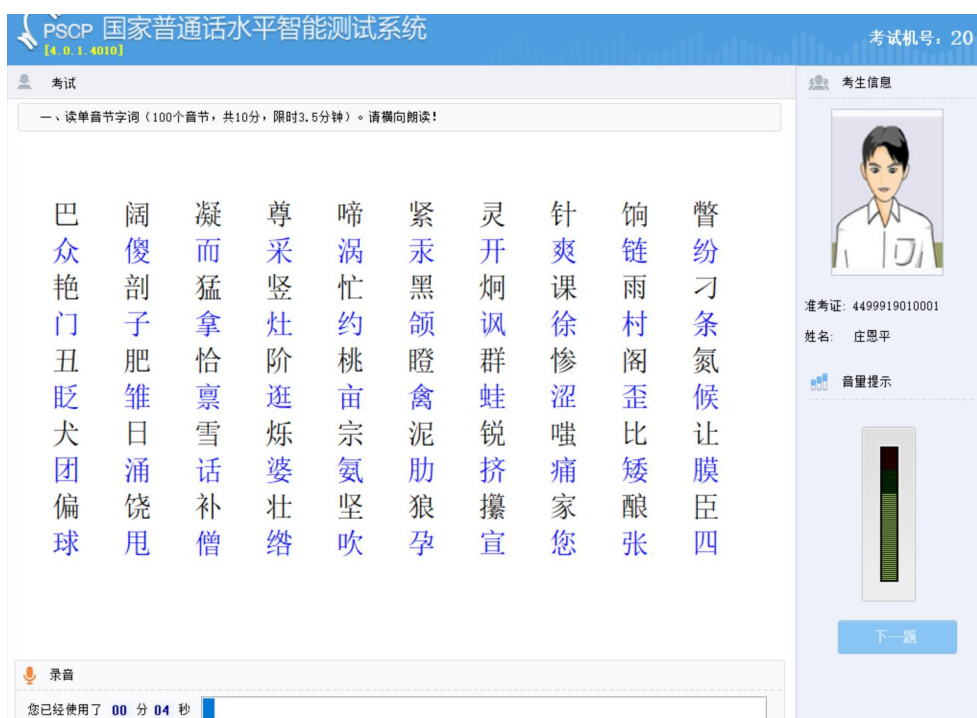 PSCP 国家普通话水平智能测试系统
[4.0.1.4010]
考试机号：20
考试
一、读单音节字词（100个音节，共10分，限时3.5分钟）。请横向朗读！
巴 阔 凝 尊 啼 紧 灵 针 饷 瞥
众 傻 而 采 涡 汞 开 爽 链 纷
艳 剖 猛 竖 忙 黑 炯 课 雨 刁
门 子 拿 灶 约 颌 讽 徐 村 条
丑 肥 恰 阶 桃 瞪 群 惨 阁 氮
眨 雏 禀 逛 亩 禽 蛙 涩 歪 候
犬 日 雪 烁 宗 泥 锐 嗤 比 让
团 涌 话 婆 氨 肋 挤 痛 矮 膜
偏 饶 补 壮 坚 狼 攥 家 酿 臣
球 甩 僧 绺 吹 孕 宣 您 张 四
考生信息
准考证: 4499919010001
姓名: 庄恩平
音量提示
下一题
录音
您已经使用了 00 分 04 秒